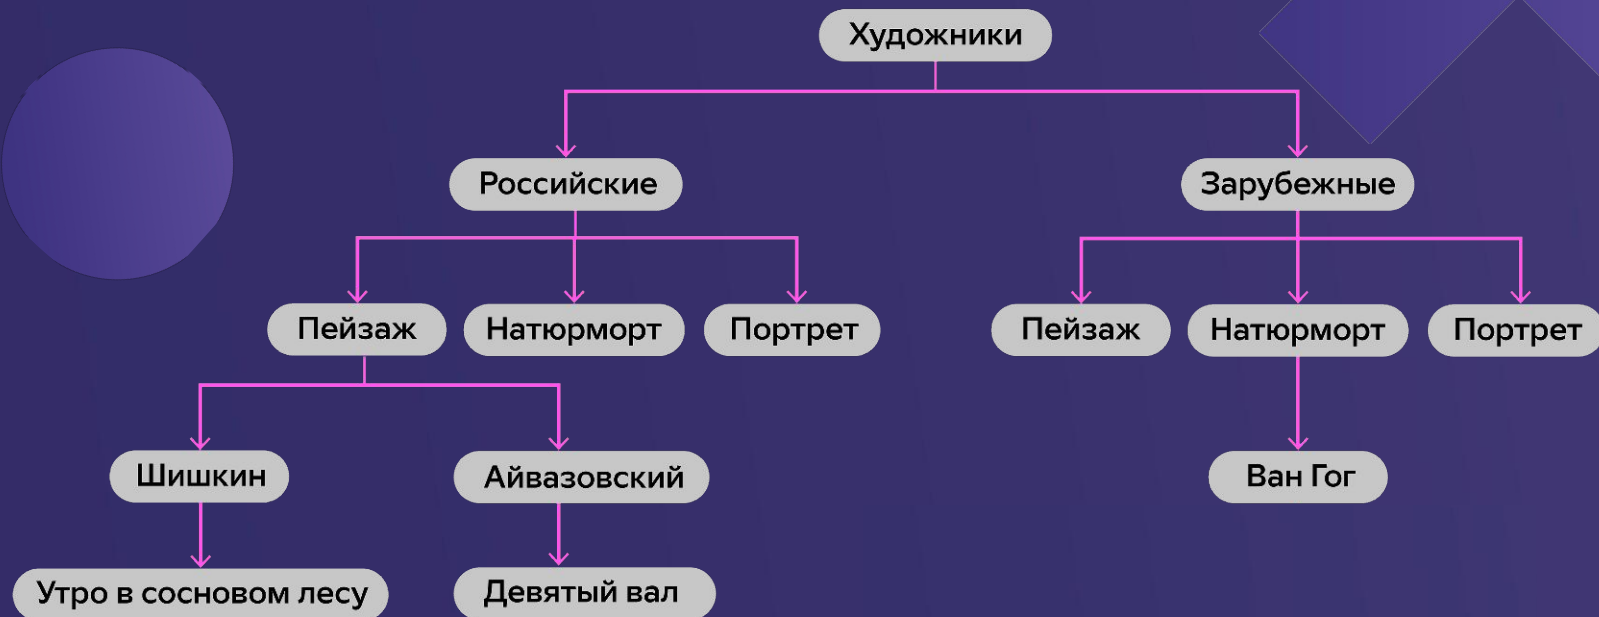 Художники
Российские
Зарубежные
Пейзаж
Натюрморт
Портрет
Пейзаж
Натюрморт
Портрет
Шишкин
Айвазовский
Ван Гог
Утро в сосновом лесу
Девятый вал